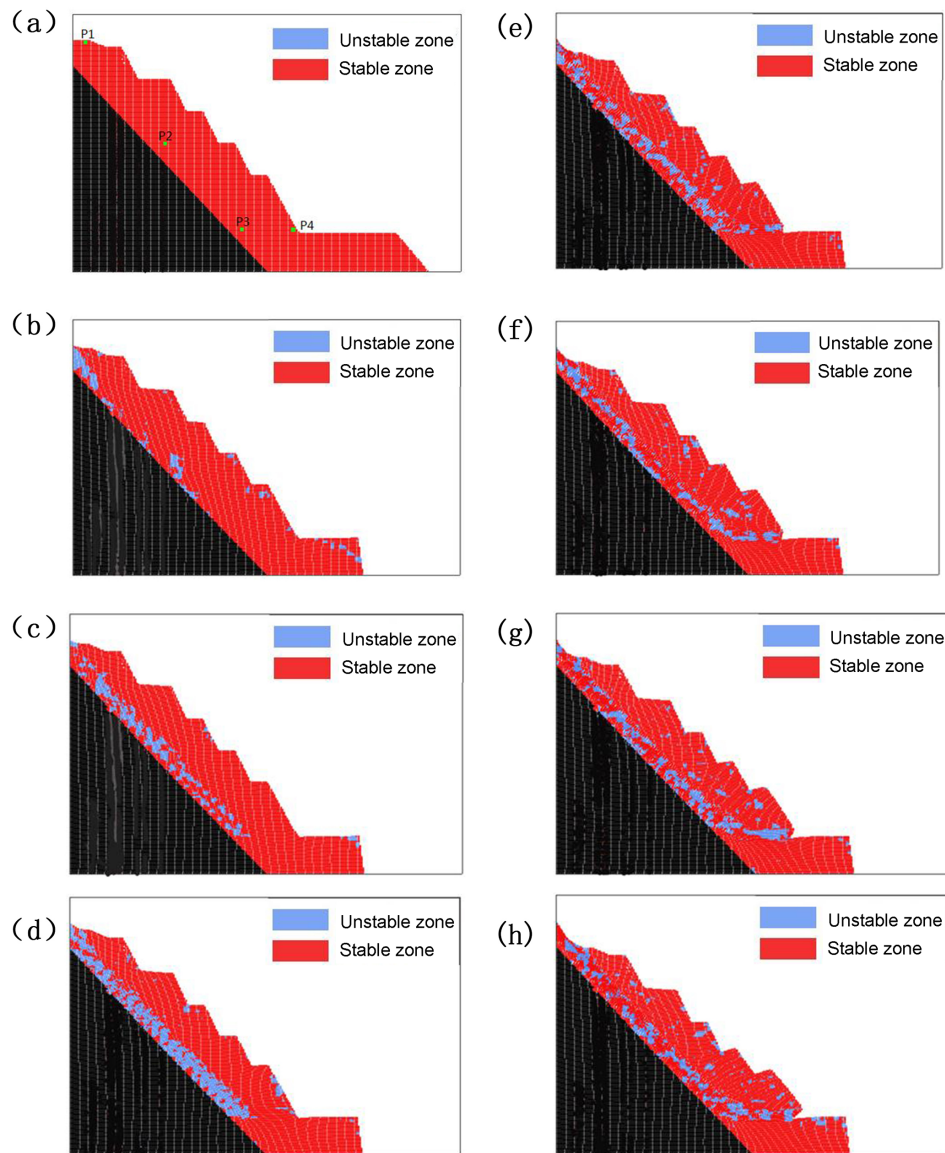 (a)
P1
Unstable zone
Stable zone
P2
P3
P4
(b)
Unstable zone
Stable zone
(c)
Unstable zone
Stable zone
(d)
Unstable zone
Stable zone
(e)
Unstable zone
Stable zone
(f)
Unstable zone
Stable zone
(g)
Unstable zone
Stable zone
(h)
Unstable zone
Stable zone